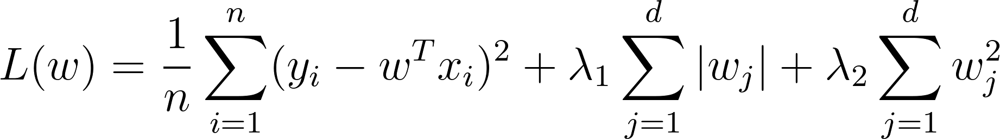 L(w) = \frac{1}{n} \sum_{i=1}^{n} (y_i - w^T x_i)^2 + \lambda_1 \sum_{j=1}^{d} |w_j| + \lambda_2 \sum_{j=1}^{d} w_j^2